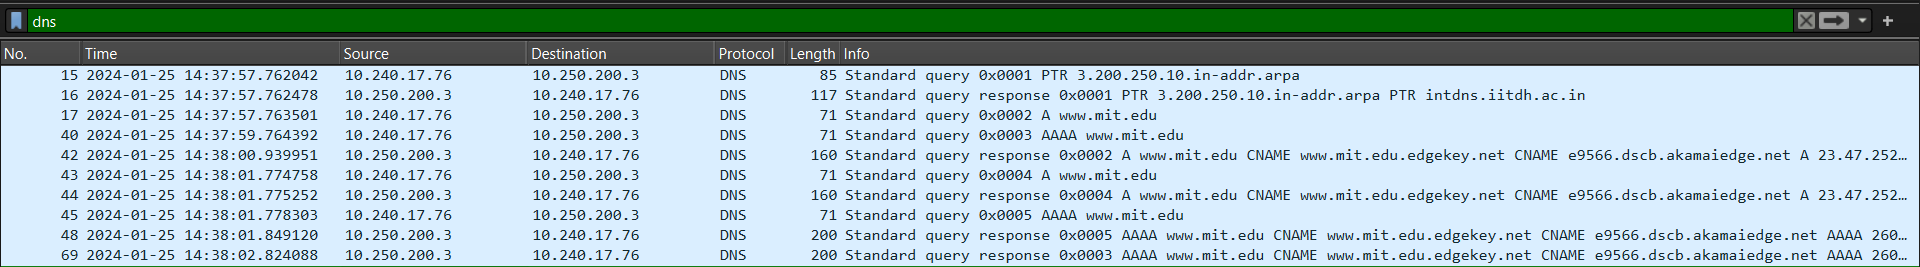 dns
No. Time Source Destination Protocol Length Info
15 2024-01-25 14:37:57.762042 10.240.17.76 10.250.200.3 DNS 85 Standard query 0x0001 PTR 3.200.250.10.in-addr.arpa
16 2024-01-25 14:37:57.762478 10.250.200.3 10.240.17.76 DNS 117 Standard query response 0x0001 PTR 3.200.250.10.in-addr.arpa PTR intdns.iitdh.ac.in
17 2024-01-25 14:37:57.763501 10.240.17.76 10.250.200.3 DNS 71 Standard query 0x0002 A www.mit.edu
40 2024-01-25 14:37:59.764392 10.240.17.76 10.250.200.3 DNS 71 Standard query 0x0003 AAAA www.mit.edu
42 2024-01-25 14:38:00.939951 10.250.200.3 10.240.17.76 DNS 160 Standard query response 0x0002 A www.mit.edu CNAME www.mit.edu.edgekey.net CNAME e9566.dscb.akamaiedge.net A 23.47.252…
43 2024-01-25 14:38:01.774758 10.240.17.76 10.250.200.3 DNS 71 Standard query 0x0004 A www.mit.edu
44 2024-01-25 14:38:01.775252 10.250.200.3 10.240.17.76 DNS 160 Standard query response 0x0004 A www.mit.edu CNAME www.mit.edu.edgekey.net CNAME e9566.dscb.akamaiedge.net A 23.47.252…
45 2024-01-25 14:38:01.778303 10.240.17.76 10.250.200.3 DNS 71 Standard query 0x0005 AAAA www.mit.edu
48 2024-01-25 14:38:01.849120 10.250.200.3 10.240.17.76 DNS 200 Standard query response 0x0005 AAAA www.mit.edu CNAME www.mit.edu.edgekey.net CNAME e9566.dscb.akamaiedge.net AAAA 260…
69 2024-01-25 14:38:02.824088 10.250.200.3 10.240.17.76 DNS 200 Standard query response 0x0003 AAAA www.mit.edu CNAME www.mit.edu.edgekey.net CNAME e9566.dscb.akamaiedge.net AAAA 260…